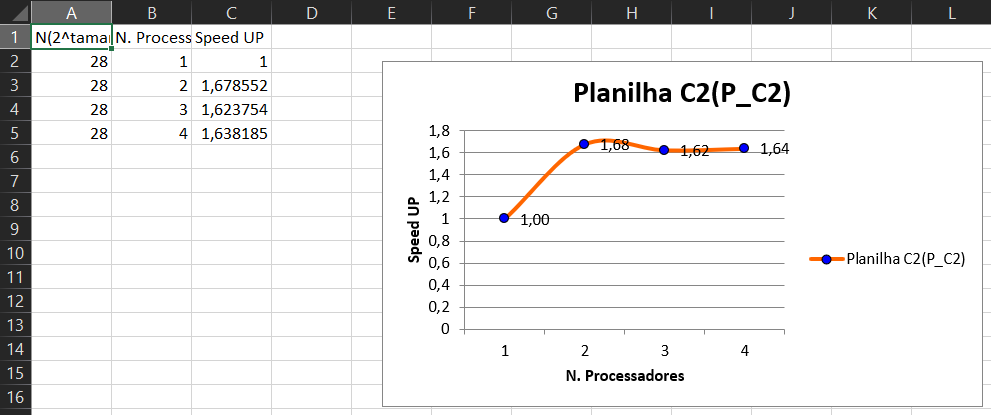 A B C D E F G H I J K L
1 N(2^tamar N. Process Speed UP
2 28 1 1
3 28 2 1,678552
4 28 3 1,623754
5 28 4 1,638185
6
7
8
9
10
11
12
13
14
15
16
Planilha C2(P_C2)
1,8
1,6
1,4
1,2
1
0,8
0,6
0,4
0,2
0
Speed UP
1,00
1,68
1,62
1,64
1 2 3 4
N. Processadores
Planilha C2(P_C2)